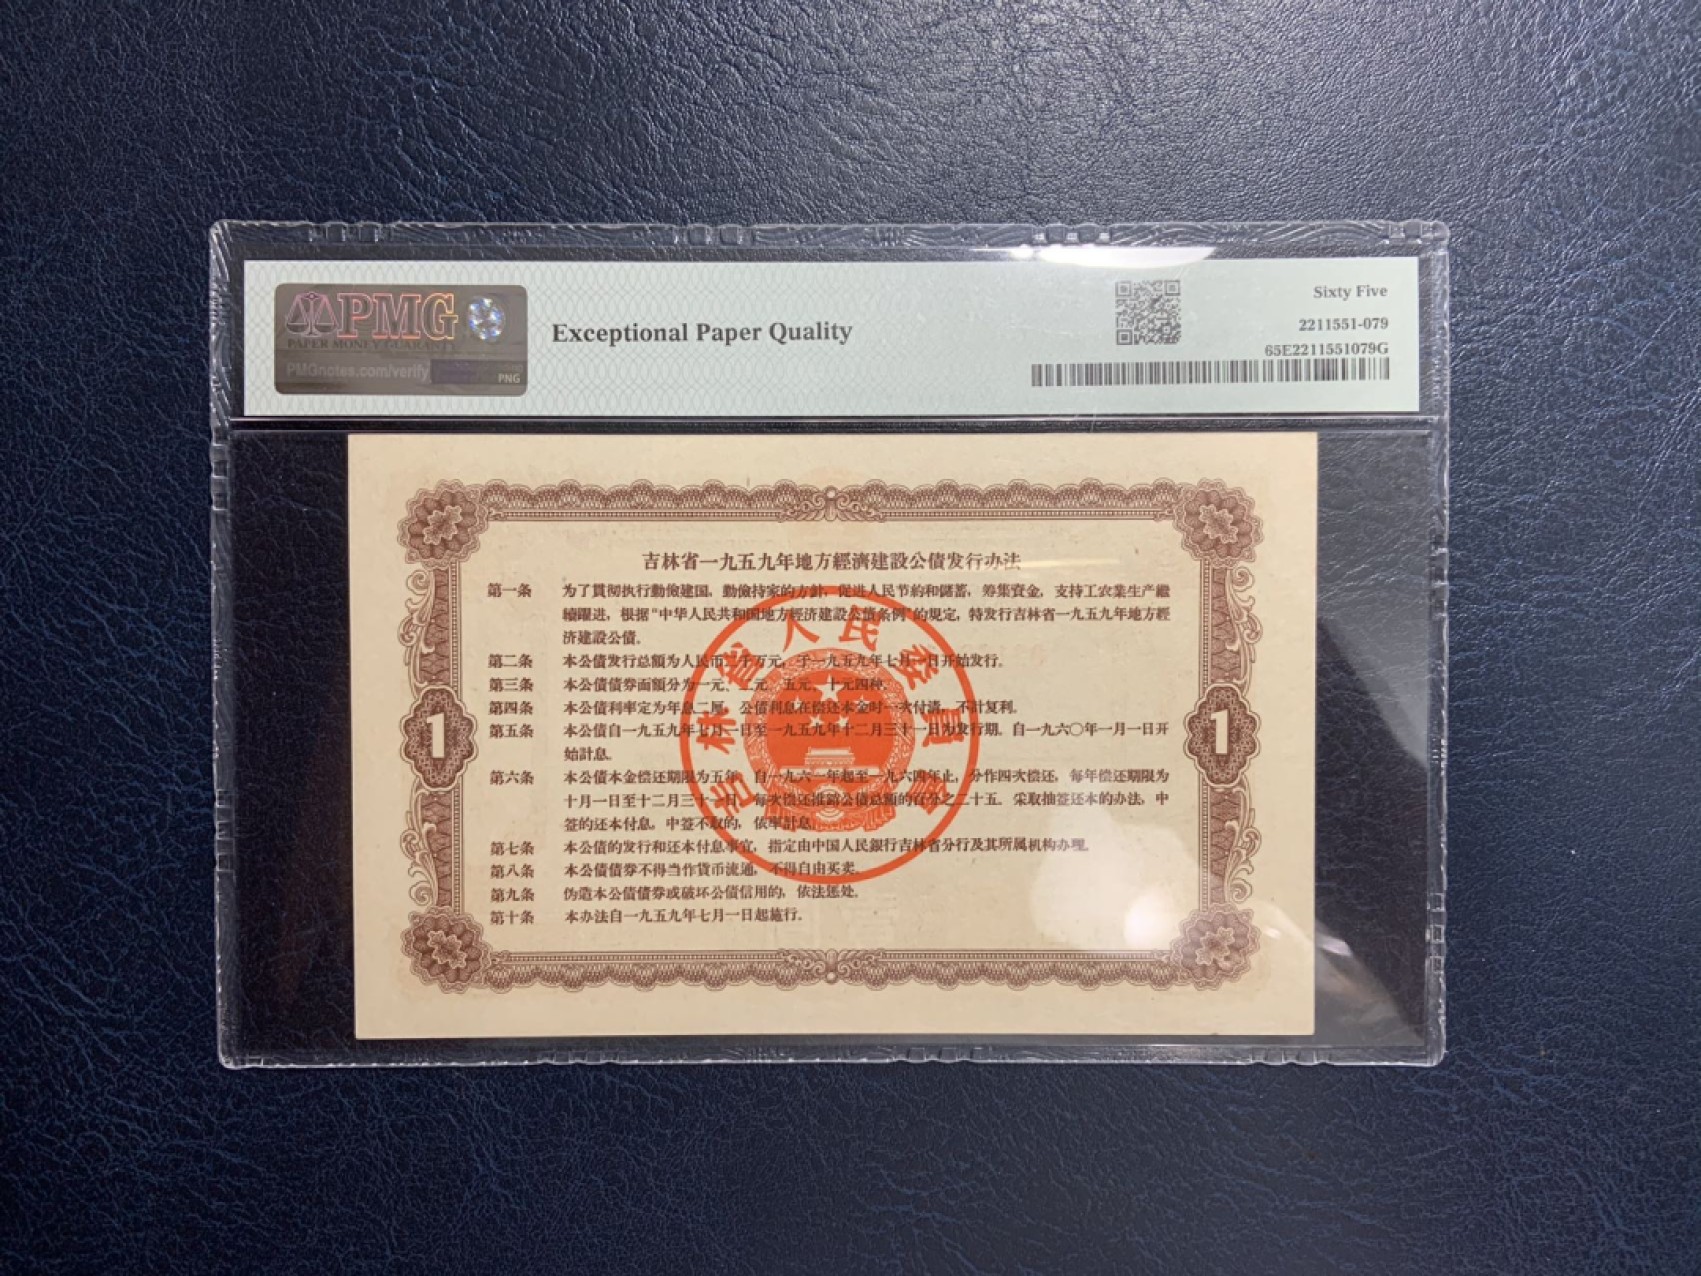 PMG
PAPER MONEY GUARANTY
PMGnotes.com/verify
PNG
Exceptional Paper Quality
Sixty Five
2211551-079
65E2211551079G
吉林省一九五九年地方經濟建設公債发行办法
第一条 为了貫彻执行勤儉建国，勤儉持家的方針，促进人民节約和儲蓄，筹集資金，支持工农業生产繼
續躍进，根据“中华人民共和国地方經济建設公債条例”的規定，特发行吉林省一九五九年地方經
济建設公債．
第二条 本公債发行总額为人民币二千万元，于一九五九年七月一日开始发行．
第三条 本公債債券面額分为一元、二元、五元、十元四种．
第四条 本公債利率定为年息二厘，公債利息在偿还本金时一次付清，不計复利．
第五条 本公債自一九五九年七月一日至一九五九年十二月三十一日为发行期．自一九六〇年一月一日开
始計息．
第六条 本公債本金偿还期限为五年，自一九六一年起至一九六四年止，分作四次偿还，每年偿还期限为
十月一日至十二月三十一日．每次偿还推銷公債总額的百分之二十五．采取抽签还本的办法，中
签的还本付息，中签不取的，依率計息．
第七条 本公債的发行和还本付息事宜，指定由中国人民銀行吉林省分行及其所属机构办理．
第八条 本公債債券不得当作貨币流通，不得自由买卖．
第九条 伪造本公債債券或破坏公債信用的，依法惩处．
第十条 本办法自一九五九年七月一日起施行．
1
1
吉林省人民委員會